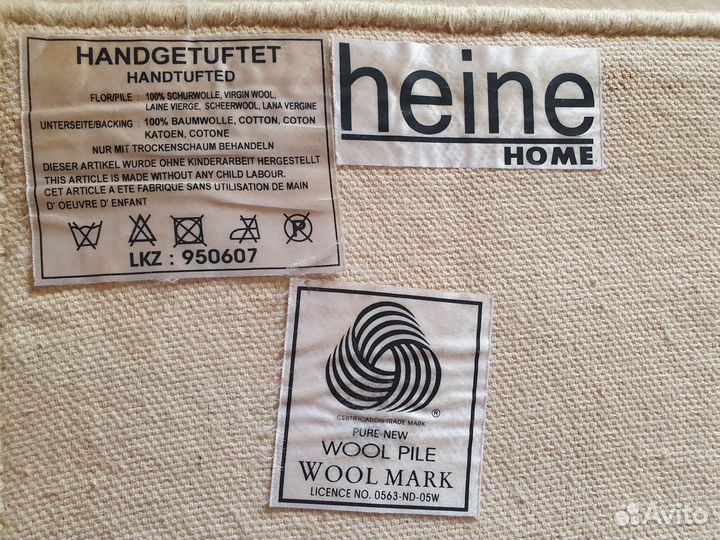 HANDGETUFTET
HANDTUFTED
FLOR/PILE : 100% SCHURWOLLE, VIRGIN WOOL,
LAINE VIERGE, SCHEERWOOL, LANA VERGINE
UNTERSEITE/BACKING : 100% BAUMWOLLE, COTTON, COTON
KATOEN, COTONE
NUR MIT TROCKENSCHAUM BEHANDELN
DIESER ARTIKEL WURDE OHNE KINDERARBEIT HERGESTELLT
THIS ARTICLE IS MADE WITHOUT ANY CHILD LABOUR.
CET ARTICLE A ETE FABRIQUE SANS UTILISATION DE MAIN
D' OEUVRE D' ENFANT
P
LKZ : 950607
heine
HOME
®
CERTIFICATION TRADE MARK
PURE NEW
WOOL PILE
WOOLMARK
LICENCE NO. 0563-ND-05W
Avito